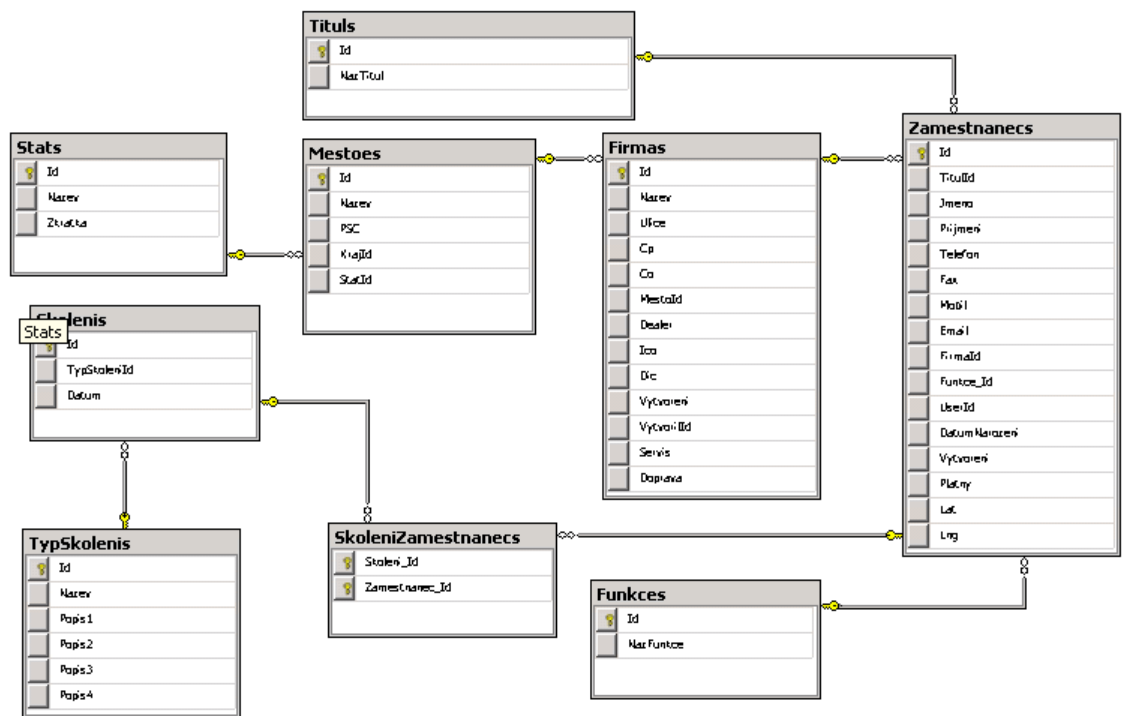 Tituls
Id
NazTitul
Stats
Id
Nazev
Zkratka
Mestoes
Id
Nazev
PSC
KrajId
StatId
Firmas
Id
Nazev
Ulice
Cp
Co
MestoId
Dealer
Ico
Dic
Vytvoreni
VytvorilId
Servis
Doprava
Zamestnanecs
Id
TitulId
Jmeno
Prijmeni
Telefon
Fax
Mobil
Email
FirmaId
Funkce_Id
UserId
DatumNarozeni
Vytvoreni
Platny
Lat
Lng
Skolenis
Stats
Id
TypSkoleniId
Datum
TypSkolenis
Id
Nazev
Popis1
Popis2
Popis3
Popis4
SkoleniZamestnanecs
Skoleni_Id
Zamestnanec_Id
Funkces
Id
NazFunkce